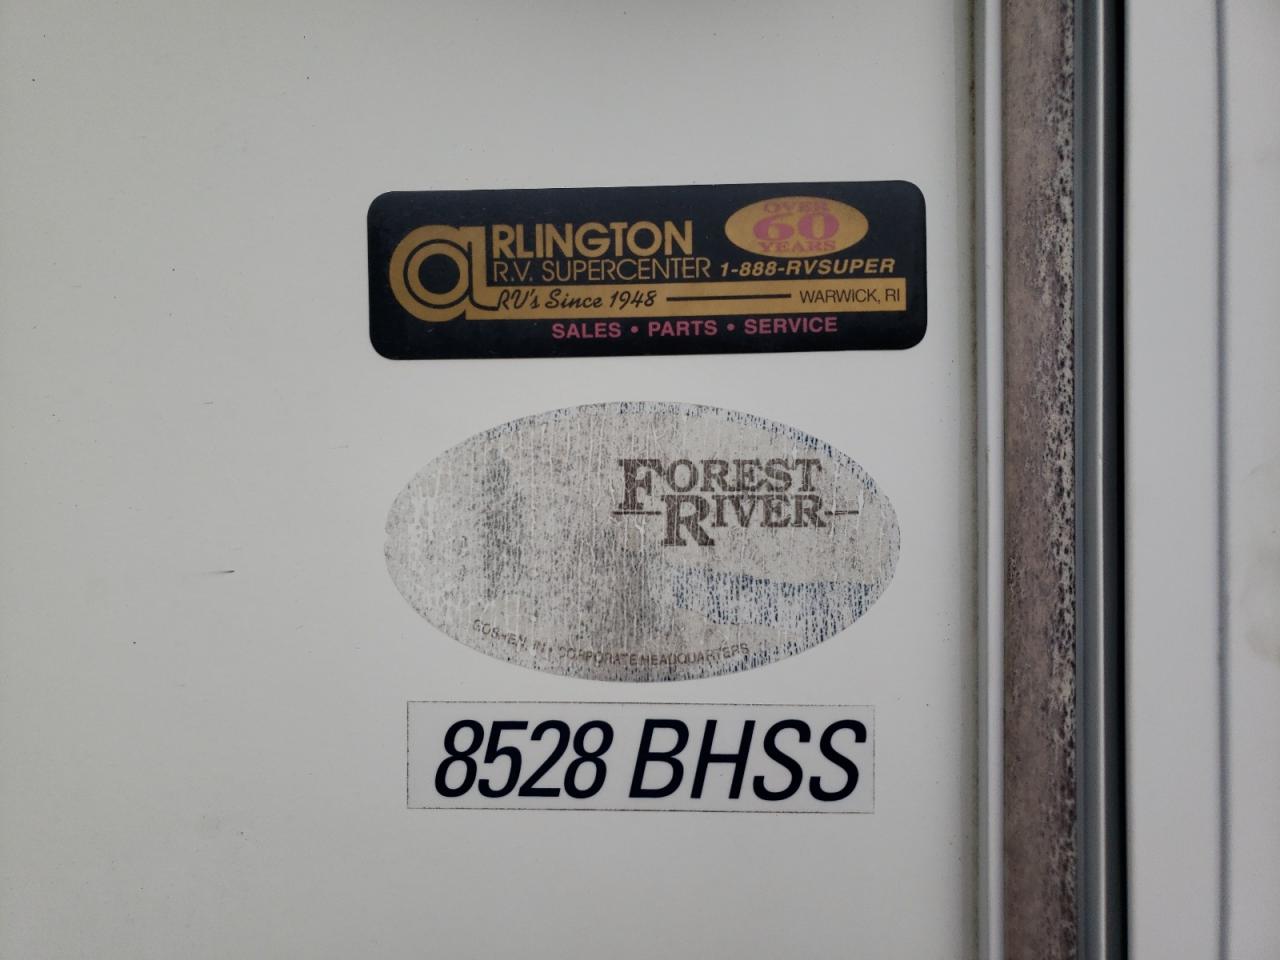 aRLINGTON
OVER
60
YEARS
R.V. SUPERCENTER 1-888-RVSUPER
RV's Since 1948 WARWICK, RI
SALES • PARTS • SERVICE
FOREST
RIVER
GOSHEN, IN • CORPORATE HEADQUARTERS
8528 BHSS